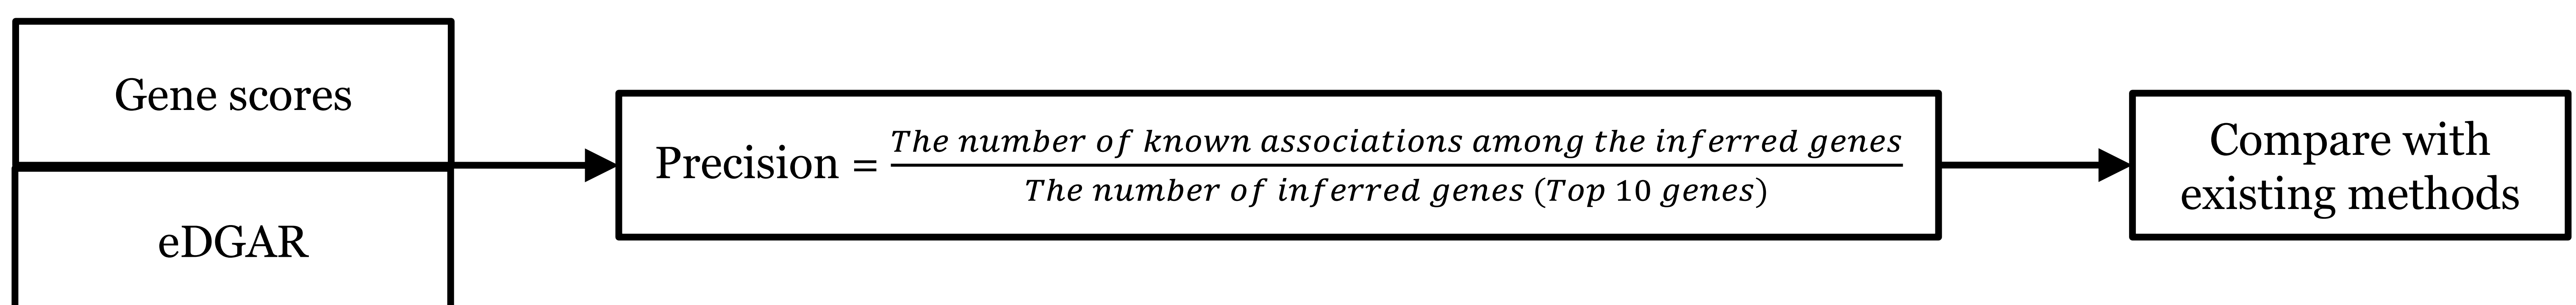 Gene scores
eDGAR
Precision = The number of known associations among the inferred genes
The number of inferred genes (Top 10 genes)
Compare with
existing methods